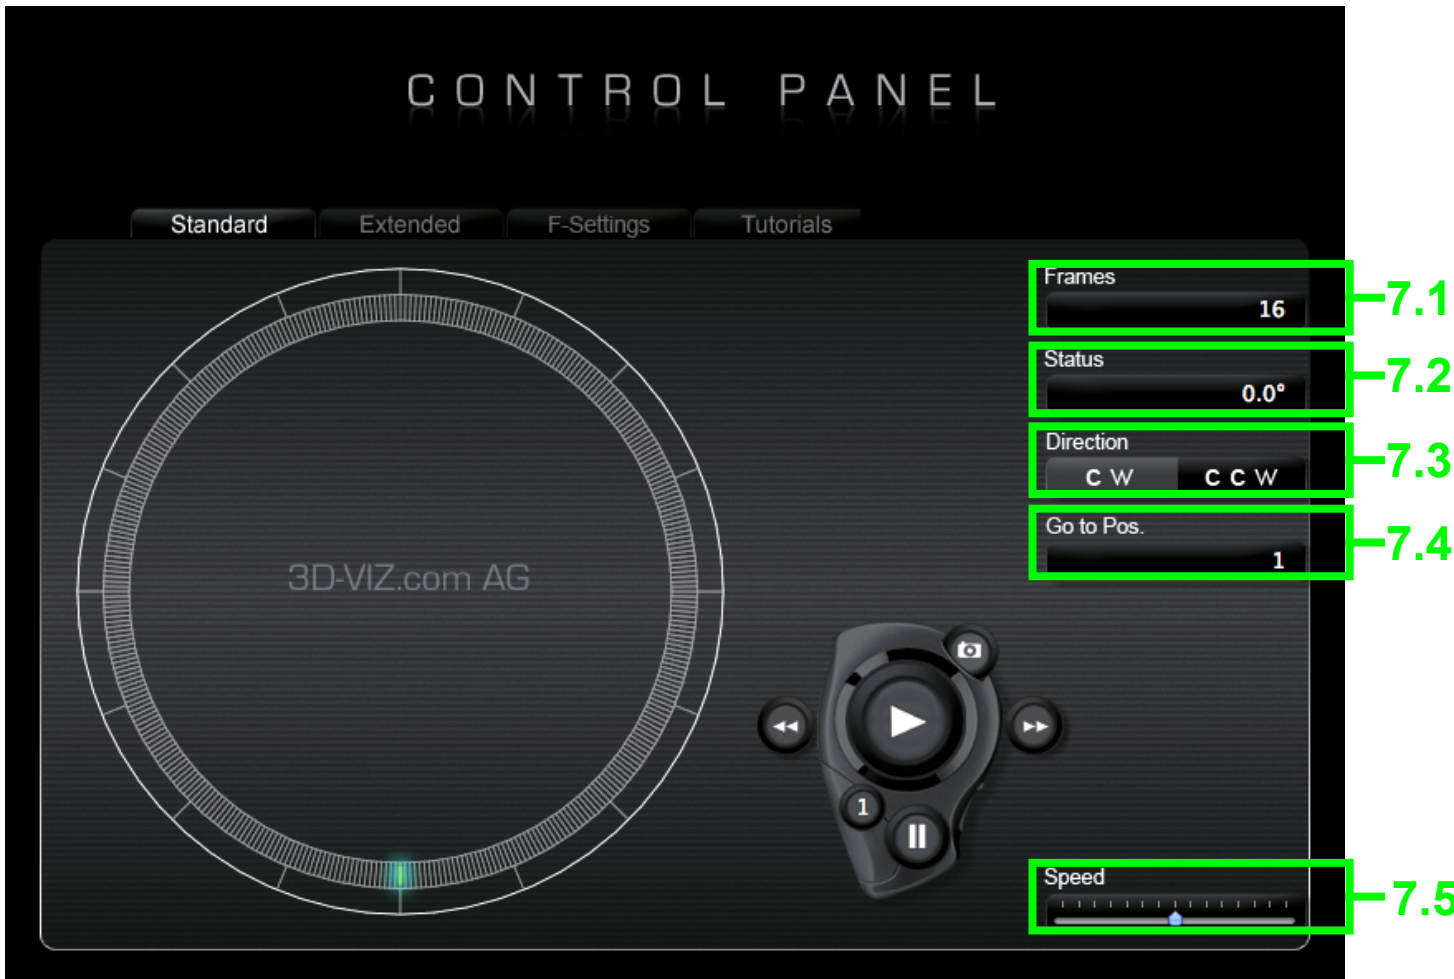 CONTROL PANEL
Standard Extended F-Settings Tutorials
Frames
16
7.1
Status
0.0°
7.2
Direction
CW CCW
7.3
Go to Pos.
1
7.4
3D-VIZ.com AG
1
Speed
7.5